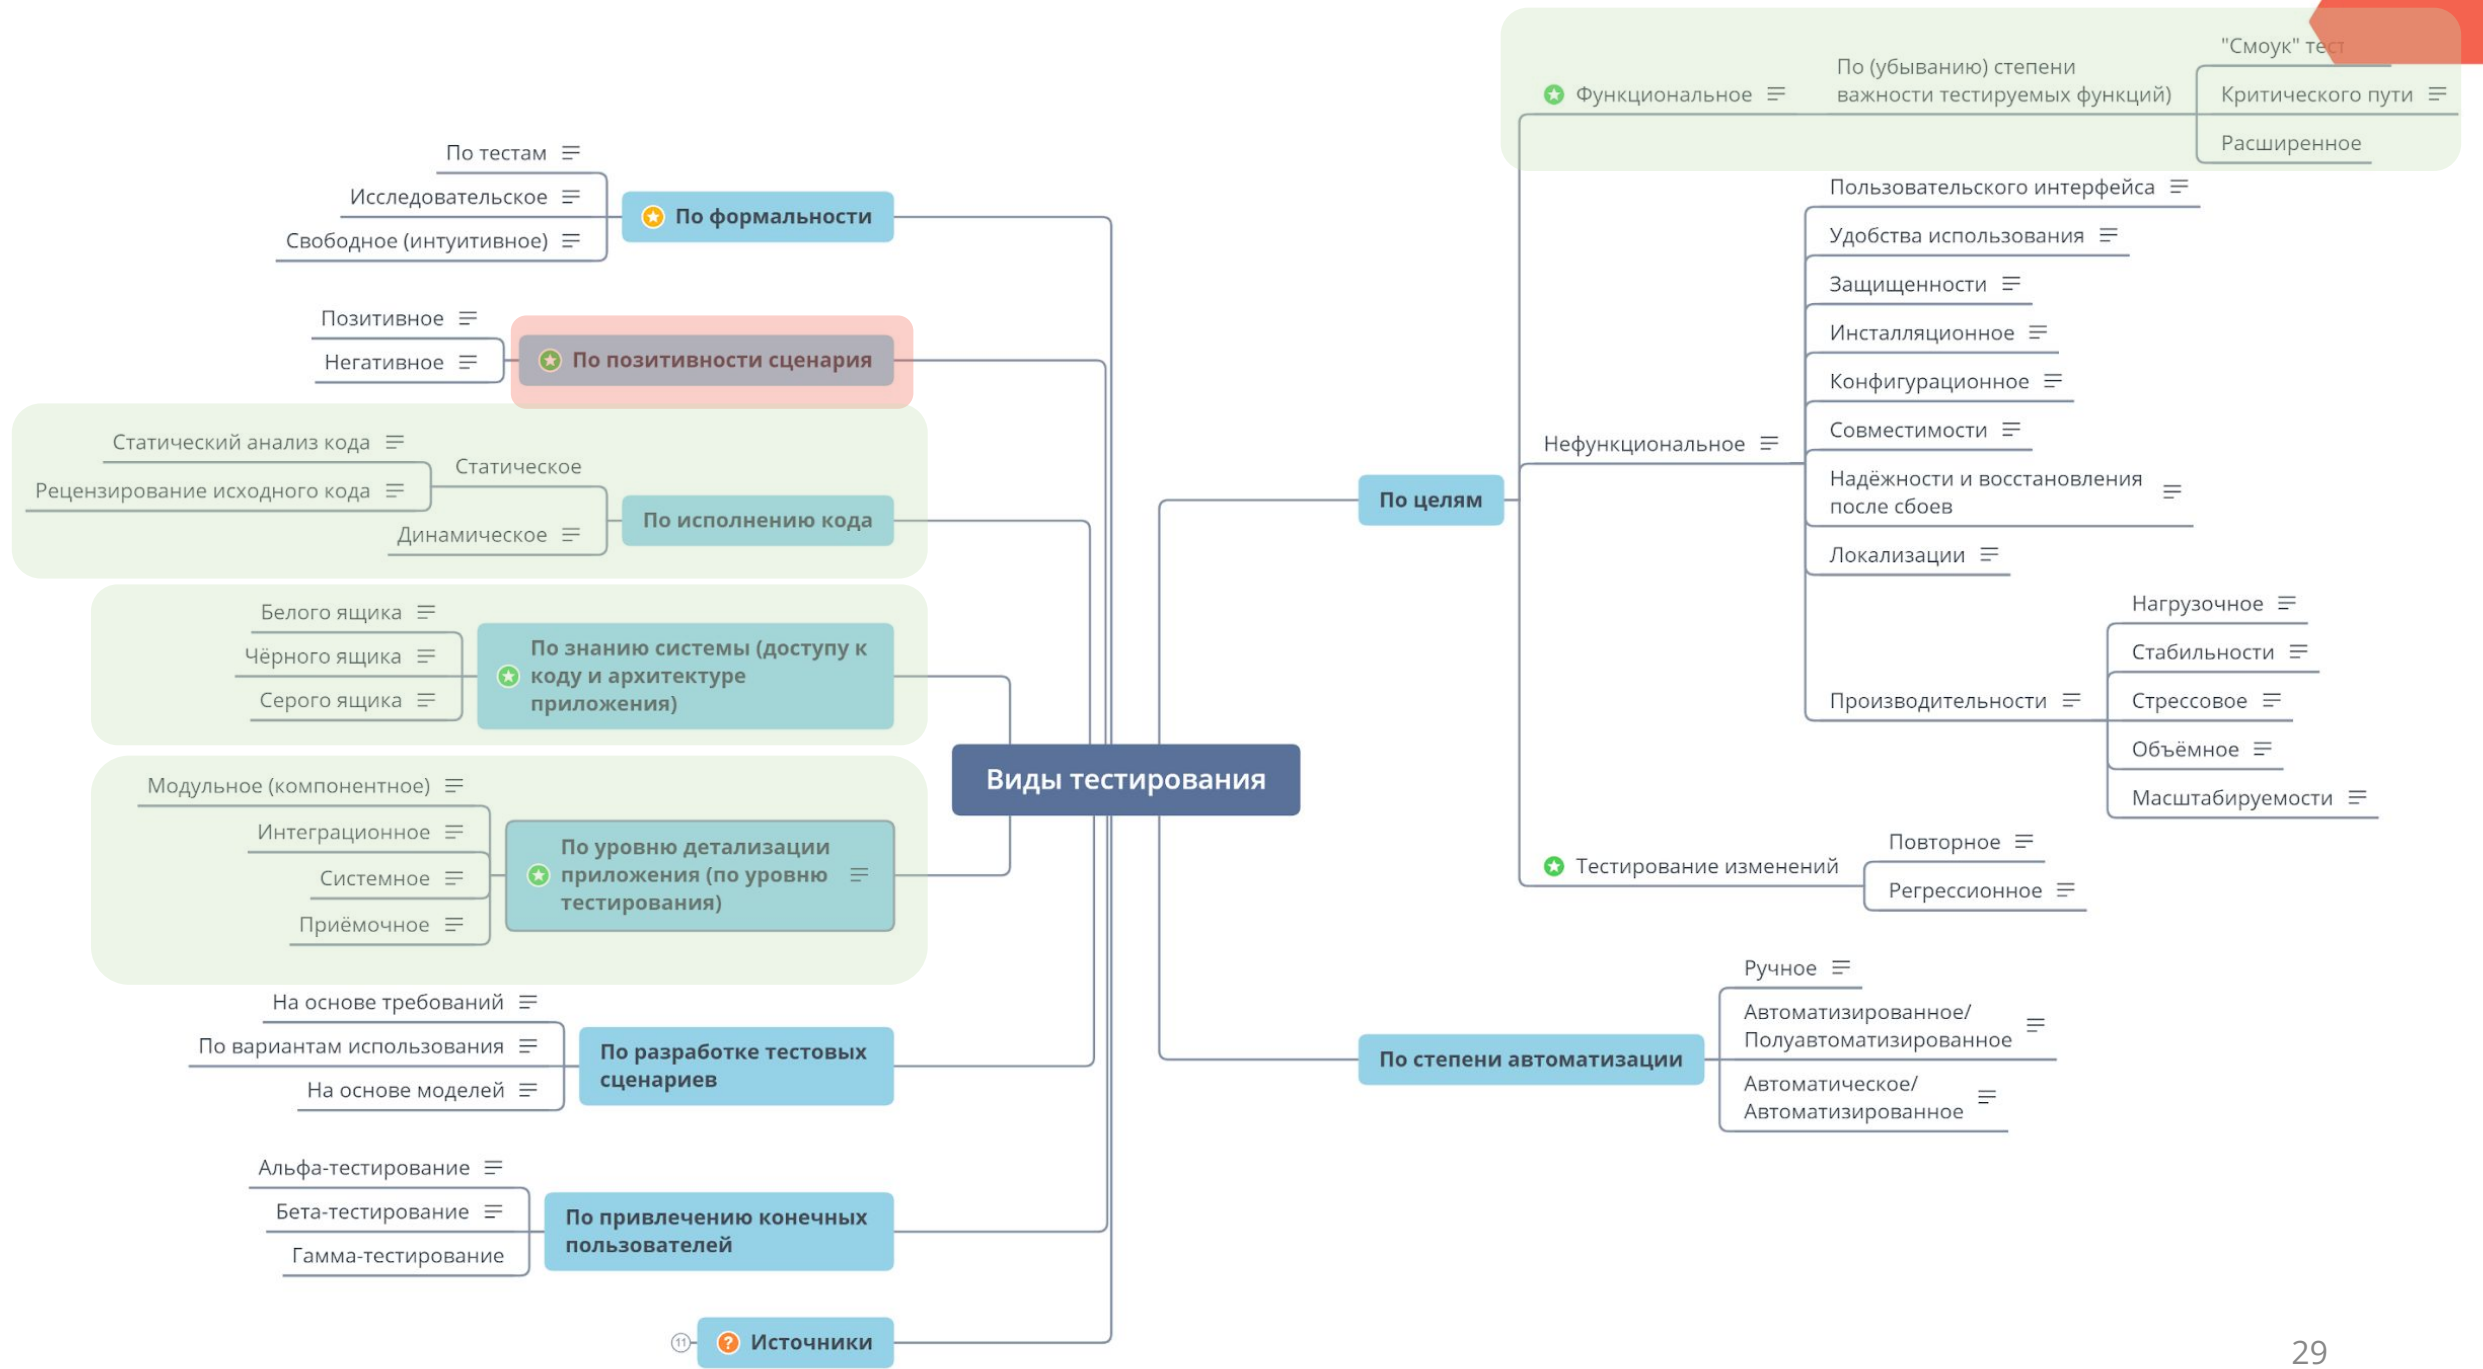 По тестам
Исследовательское
Свободное (интуитивное)
По формальности
Позитивное
Негативное
По позитивности сценария
Статический анализ кода
Рецензирование исходного кода
Статическое
Динамическое
По исполнению кода
Белого ящика
Чёрного ящика
Серого ящика
По знанию системы (доступу к
коду и архитектуре
приложения)
Модульное (компонентное)
Интеграционное
Системное
Приёмочное
По уровню детализации
приложения (по уровню
тестирования)
На основе требований
По вариантам использования
На основе моделей
По разработке тестовых
сценариев
Альфа-тестирование
Бета-тестирование
Гамма-тестирование
По привлечению конечных
пользователей
11
?
Источники
Виды тестирования
По целям
Функциональное
По (убыванию) степени
важности тестируемых функций)
"Смоук" тест
Критического пути
Расширенное
Нефункциональное
Пользовательского интерфейса
Удобства использования
Защищенности
Инсталляционное
Конфигурационное
Совместимости
Надёжности и восстановления
после сбоев
Локализации
Производительности
Нагрузочное
Стабильности
Стрессовое
Объёмное
Масштабируемости
Тестирование изменений
Повторное
Регрессионное
По степени автоматизации
Ручное
Автоматизированное/
Полуавтоматизированное
Автоматическое/
Автоматизированное
29